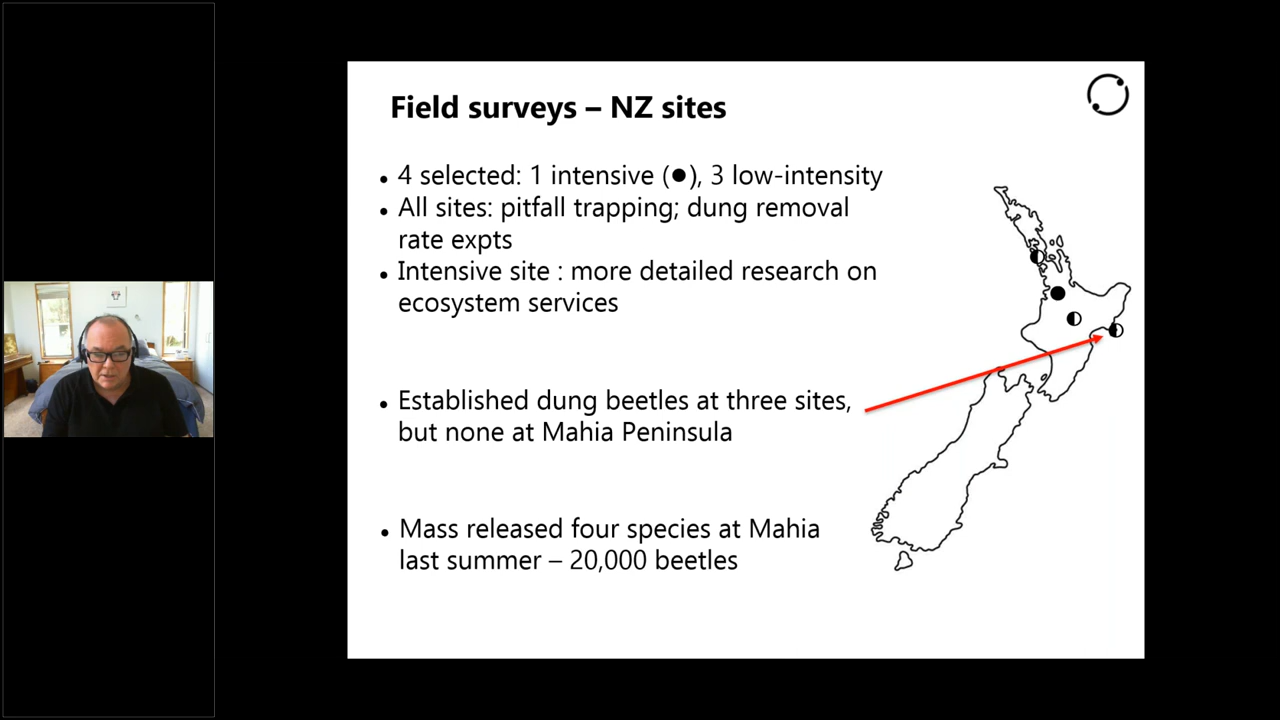 Field surveys – NZ sites
• 4 selected: 1 intensive (●), 3 low-intensity
• All sites: pitfall trapping; dung removal
rate expts
• Intensive site : more detailed research on
ecosystem services
• Established dung beetles at three sites,
but none at Mahia Peninsula
• Mass released four species at Mahia
last summer – 20,000 beetles